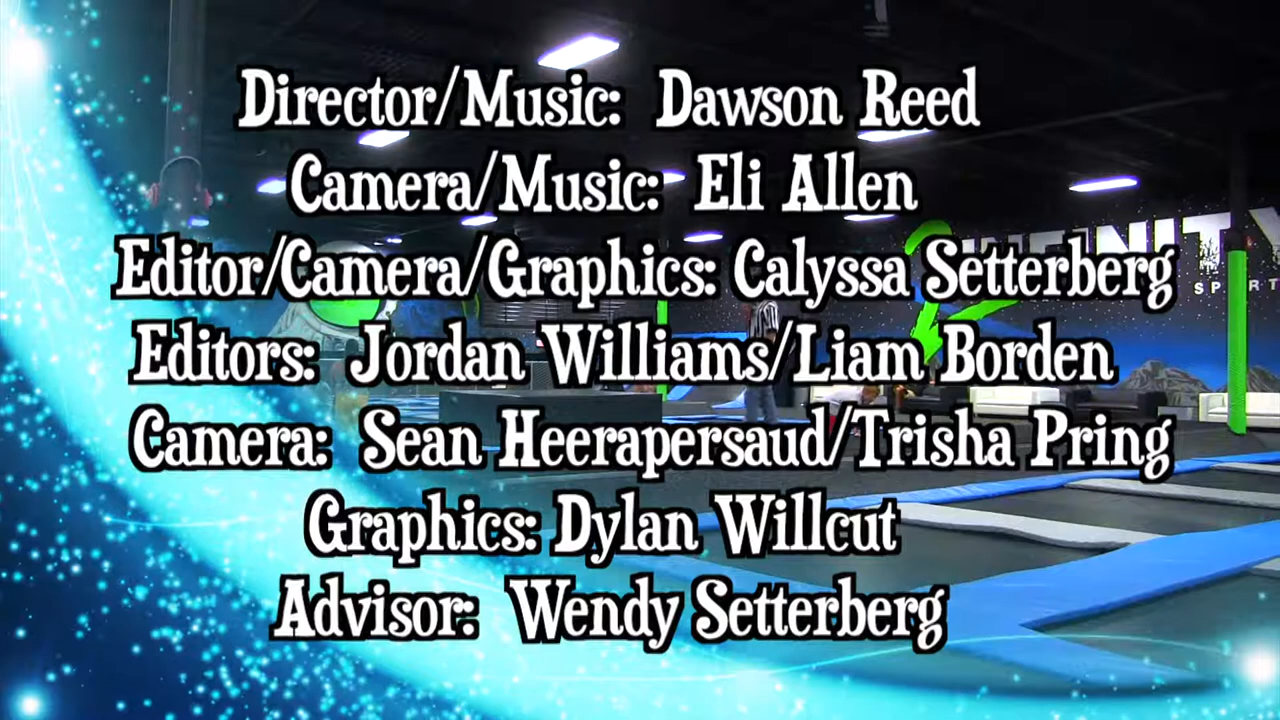 Director/Music: Dawson Reed
Camera/Music: Eli Allen
Editor/Camera/Graphics: Calyssa Setterberg
Editors: Jordan Williams/Liam Borden
Camera: Sean Heerapersaud/Trisha Pring
Graphics: Dylan Willcut
Advisor: Wendy Setterberg